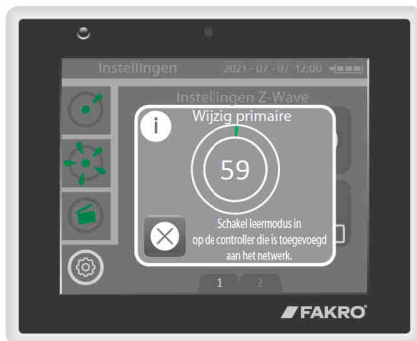 Instellingen 2021 - 07 - 07 12:00
Instellingen Z-Wave
Wijzig primaire
i
59
Schakel leermodus in
op de controller die is toegevoegd
aan het netwerk.
1 2
FAKRO